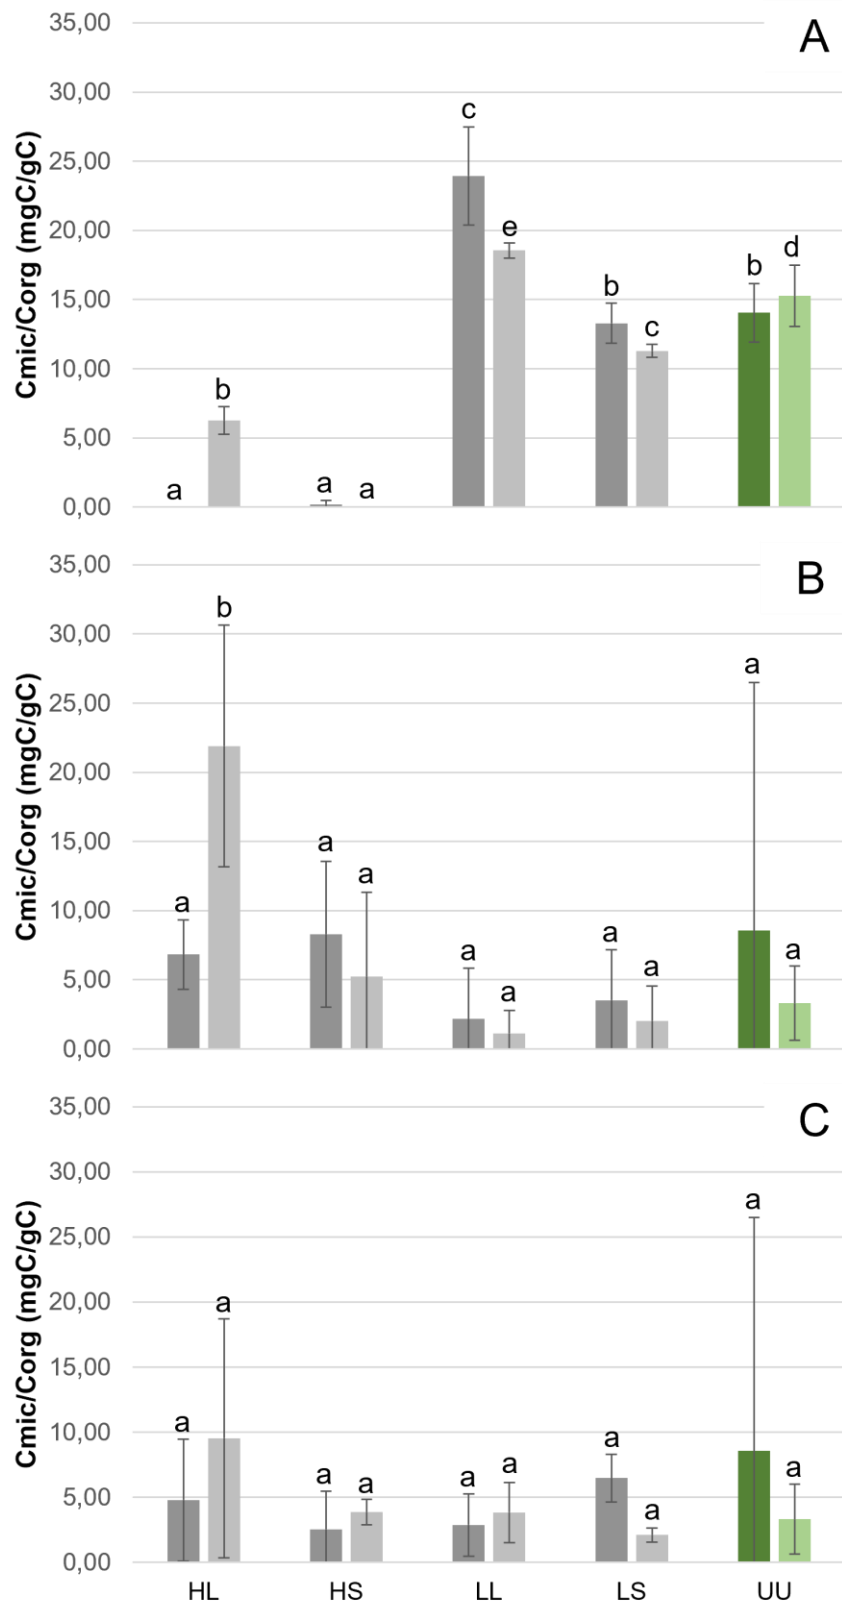 A
Cmic/Corg (mgC/gC)
35,00
30,00
25,00
20,00
15,00
10,00
5,00
0,00
a
b
a
a
c
e
b
c
b
d
B
Cmic/Corg (mgC/gC)
35,00
30,00
25,00
20,00
15,00
10,00
5,00
0,00
a
b
a
a
a
a
a
a
a
a
C
Cmic/Corg (mgC/gC)
35,00
30,00
25,00
20,00
15,00
10,00
5,00
0,00
a
a
a
a
a
a
a
a
a
a
HL
HS
LL
LS
UU